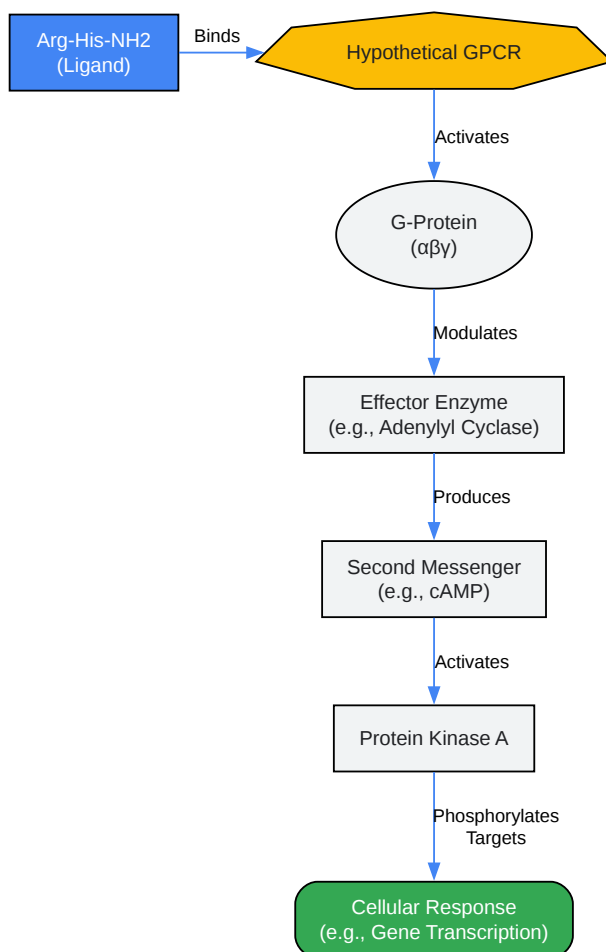 Arg-His-NH2
(Ligand)
Binds
Hypothetical GPCR
Activates
G-Protein
(αβγ)
Modulates
Effector Enzyme
(e.g., Adenylyl Cyclase)
Produces
Second Messenger
(e.g., cAMP)
Activates
Protein Kinase A
Phosphorylates
Targets
Cellular Response
(e.g., Gene Transcription)